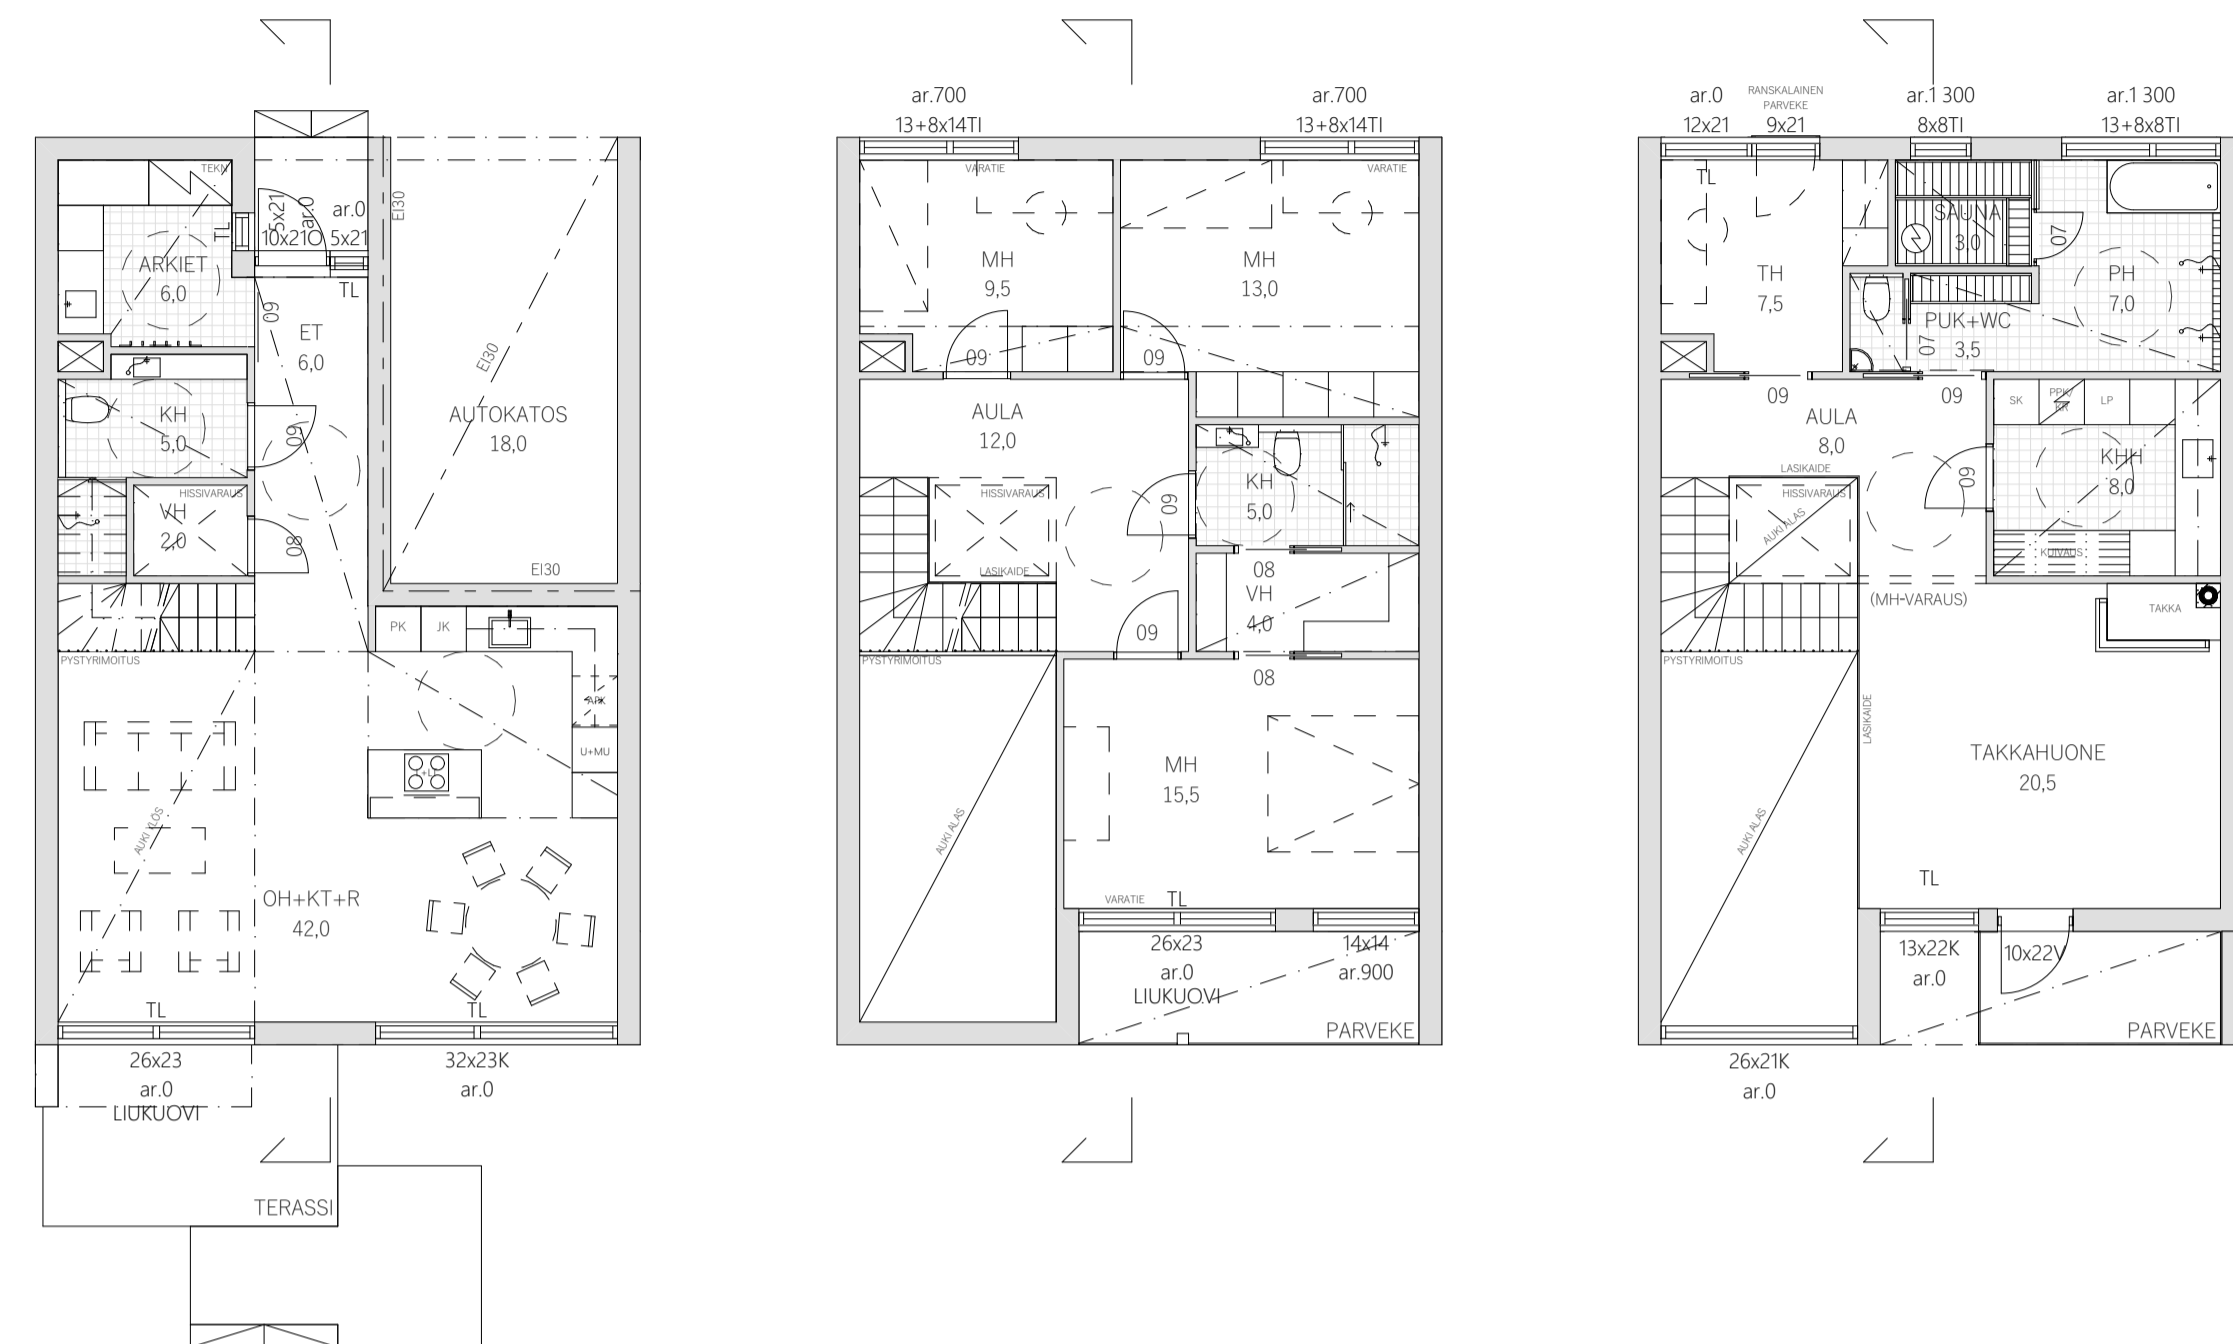 TEKN
EI30
TL
5x21
ar.0
ar.0
10x21O
5x21
TL
ARKIET
6,0
09
ET
6,0
EI30
AUTOKATOS
18,0
KH
5,0
09
HISSIVARAUS
VH
2,0
08
EI30
PK
JK
PYSTYRIMOITUS
APK
U+MU
AUKI YLÖS
OH+KT+R
42,0
TL
TL
26x23
ar.0
LIUKUOVI
32x23K
ar.0
TERASSI
ar.700
13+8x14TI
ar.700
13+8x14TI
VARATIE
VARATIE
MH
9,5
MH
13,0
09
09
AULA
12,0
HISSIVARAUS
LASIKAIDE
09
KH
5,0
08
VH
4,0
09
PYSTYRIMOITUS
08
MH
15,5
AUKI ALAS
VARATIE
TL
26x23
ar.0
LIUKUOVI
14x14
ar.900
PARVEKE
ar.0
12x21
RANSKALAINEN
PARVEKE
9x21
ar.1 300
8x8TI
ar.1 300
13+8x8TI
TL
TH
7,5
SAUNA
3,0
07
PH
7,0
PUK+WC
3,5
07
09
09
SK
PPK/
KK
LP
AULA
8,0
LASIKAIDE
HISSIVARAUS
AUKI ALAS
09
KHH
8,0
KUIVAUS
(MH-VARAUS)
TAKKA
PYSTYRIMOITUS
LASIKAIDE
TAKKAHUONE
20,5
AUKI ALAS
TL
13x22K
ar.0
10x22V
PARVEKE
26x21K
ar.0